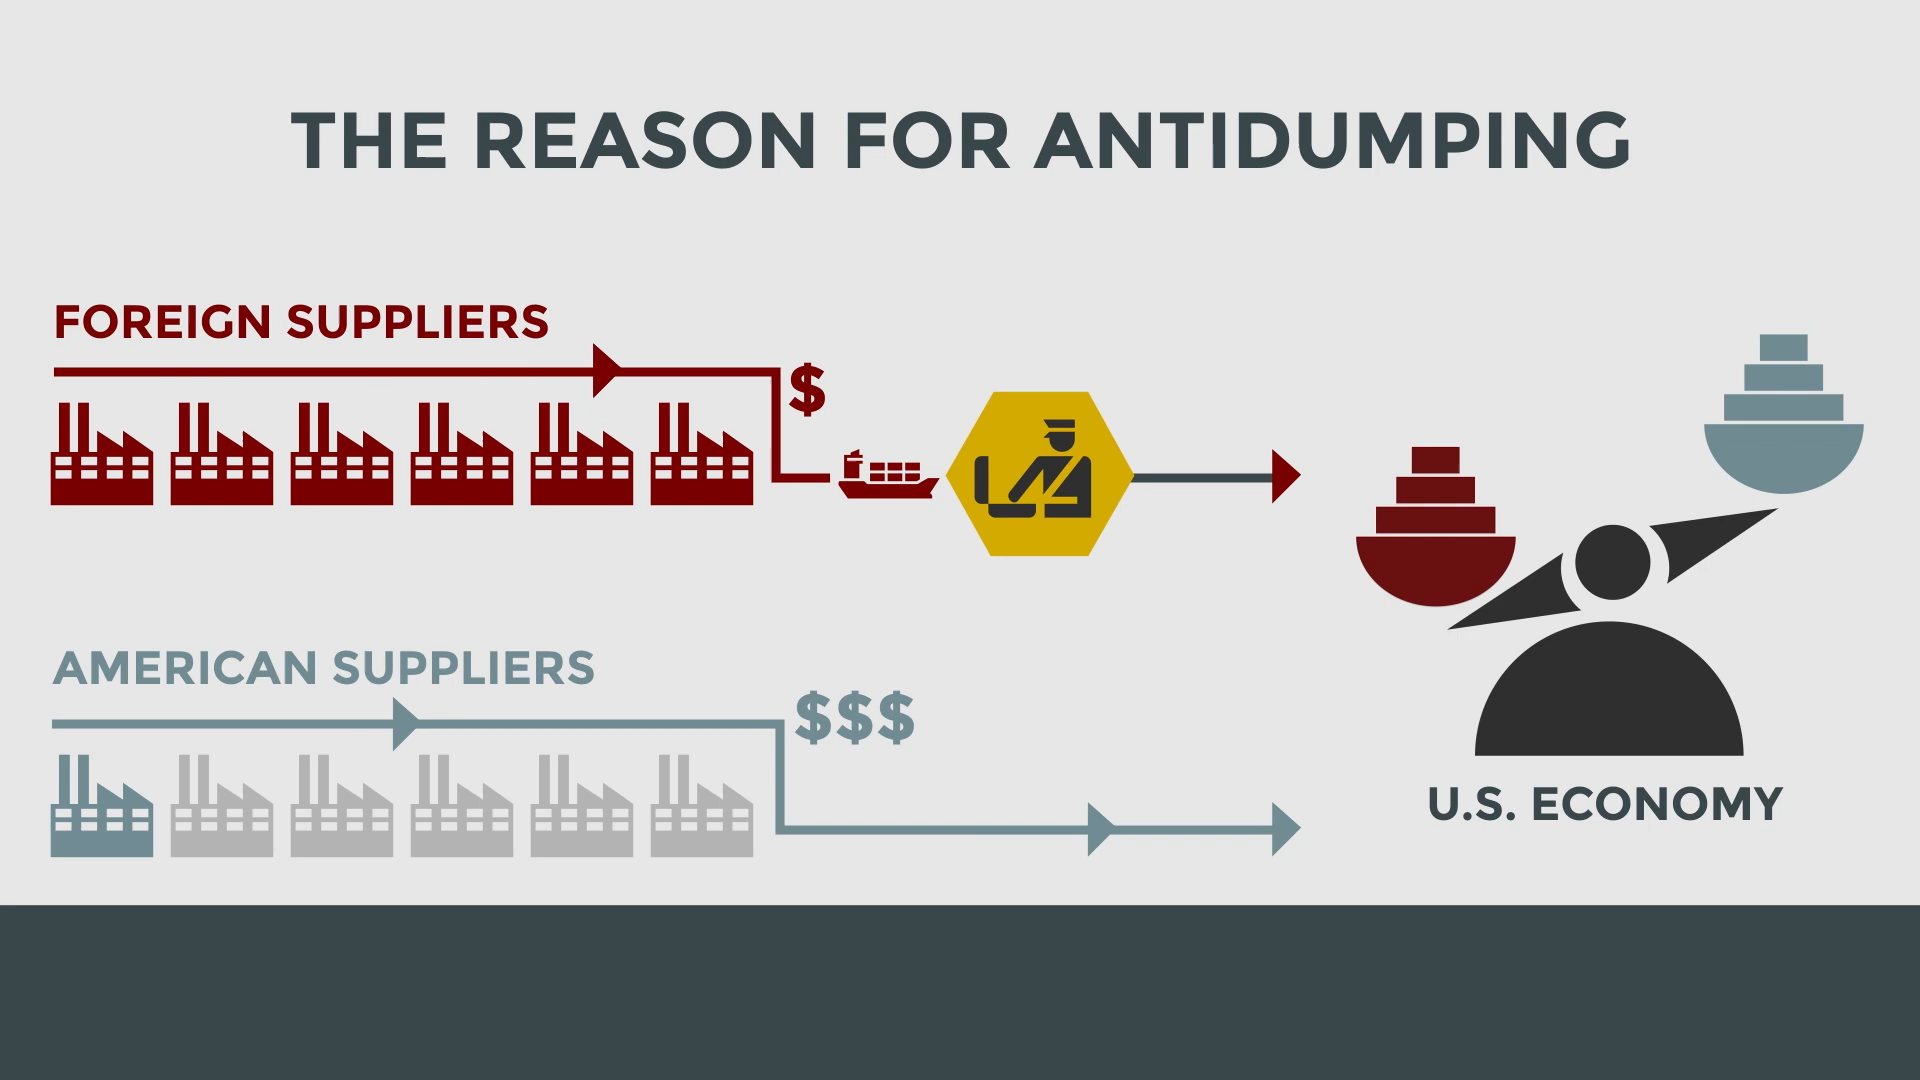 THE REASON FOR ANTIDUMPING
FOREIGN SUPPLIERS
$
AMERICAN SUPPLIERS
$$$
U.S. ECONOMY